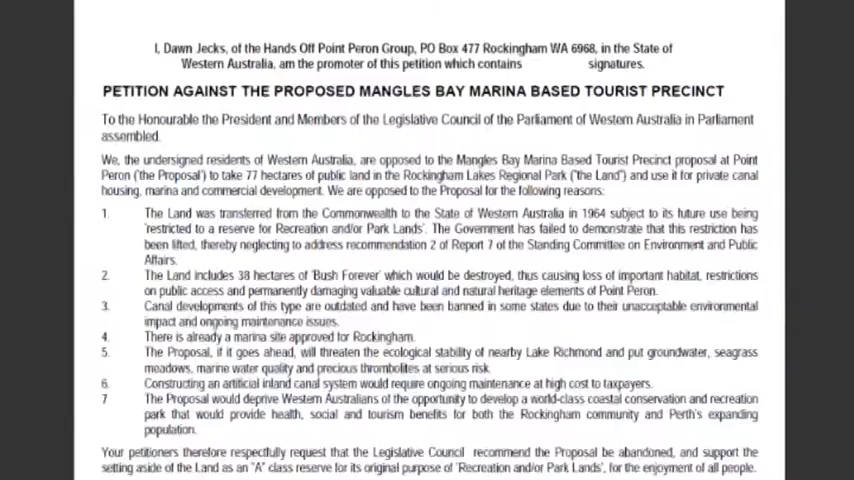 I, Dawn Jecks, of the Hands Off Point Peron Group, PO Box 477 Rockingham WA 6968, in the State of
Western Australia, am the promoter of this petition which contains signatures.
PETITION AGAINST THE PROPOSED MANGLES BAY MARINA BASED TOURIST PRECINCT
To the Honourable the President and Members of the Legislative Council of the Parliament of Western Australia in Parliament
assembled.
We, the undersigned residents of Western Australia, are opposed to the Mangles Bay Marina Based Tourist Precinct proposal at Point
Peron ('the Proposal') to take 77 hectares of public land in the Rockingham Lakes Regional Park ("the Land") and use it for private canal
housing, marina and commercial development. We are opposed to the Proposal for the following reasons:
1. The Land was transferred from the Commonwealth to the State of Western Australia in 1964 subject to its future use being
'restricted to a reserve for Recreation and/or Park Lands'. The Government has failed to demonstrate that this restriction has
been lifted, thereby neglecting to address recommendation 2 of Report 7 of the Standing Committee on Environment and Public
Affairs.
2. The Land includes 38 hectares of 'Bush Forever' which would be destroyed, thus causing loss of important habitat, restrictions
on public access and permanently damaging valuable cultural and natural heritage elements of Point Peron.
3. Canal developments of this type are outdated and have been banned in some states due to their unacceptable environmental
impact and ongoing maintenance issues.
4. There is already a marina site approved for Rockingham.
5. The Proposal, if it goes ahead, will threaten the ecological stability of nearby Lake Richmond and put groundwater, seagrass
meadows, marine water quality and precious thrombolites at serious risk.
6. Constructing an artificial inland canal system would require ongoing maintenance at high cost to taxpayers.
7 The Proposal would deprive Western Australians of the opportunity to develop a world-class coastal conservation and recreation
park that would provide health, social and tourism benefits for both the Rockingham community and Perth's expanding
population.
Your petitioners therefore respectfully request that the Legislative Council recommend the Proposal be abandoned, and support the
setting aside of the Land as an "A" class reserve for its original purpose of 'Recreation and/or Park Lands', for the enjoyment of all people.